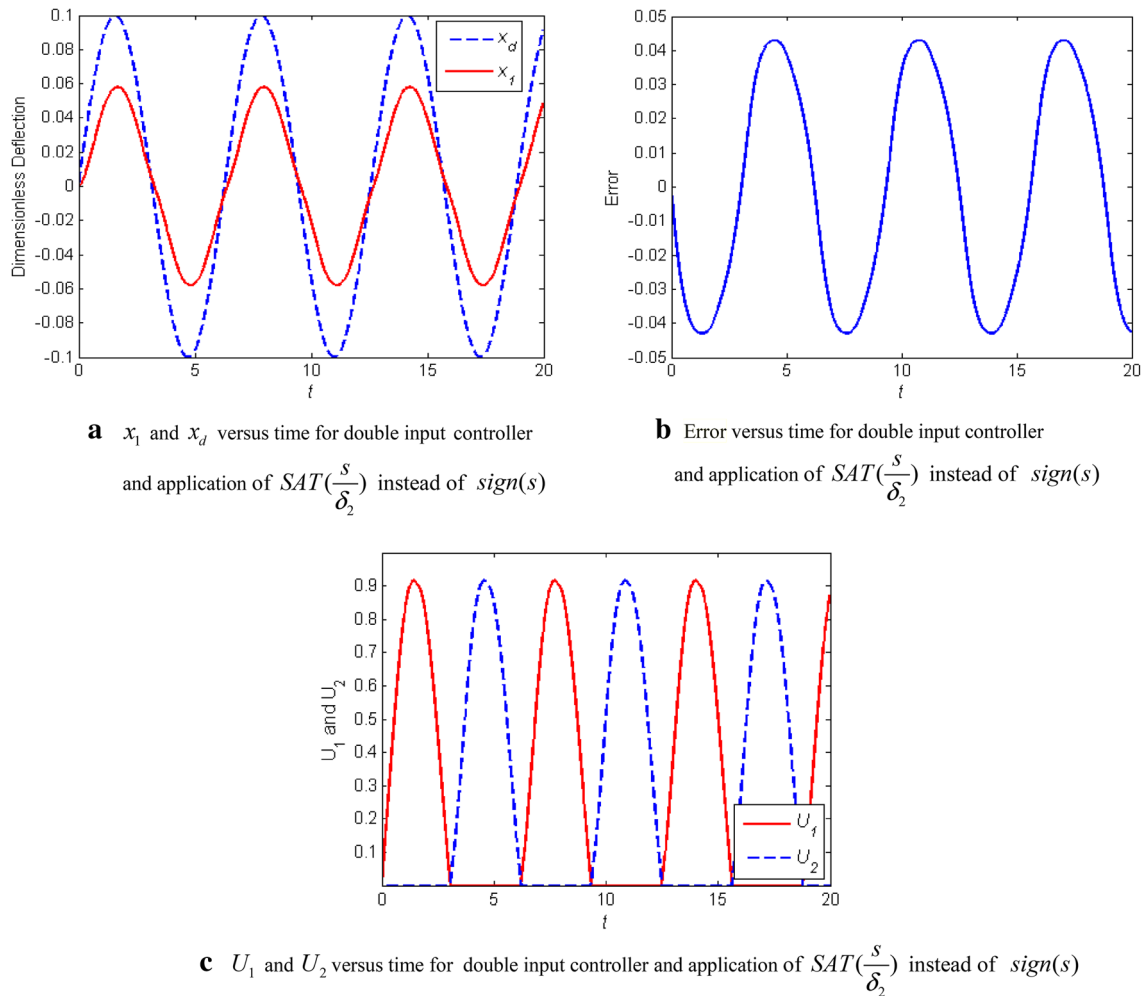 0.1
0.08
0.06
0.04
0.02
0
-0.02
-0.04
-0.06
-0.08
-0.1
Dimensionless Deflection
0 5 10 15 20
t
x_d
x_1
0.05
0.04
0.03
0.02
0.01
0
-0.01
-0.01
-0.03
-0.04
-0.05
Error
0 5 10 15 20
t
a x_1 and x_d versus time for double input controller
and application of SAT(s/δ_2) instead of sign(s)
b Error versus time for double input controller
and application of SAT(s/δ_2) instead of sign(s)
0.9
0.8
0.7
0.6
0.5
0.4
0.3
0.2
0.1
U_1 and U_2
0 5 10 15 20
t
U_1
U_2
c U_1 and U_2 versus time for double input controller and application of SAT(s/δ_2) instead of sign(s)